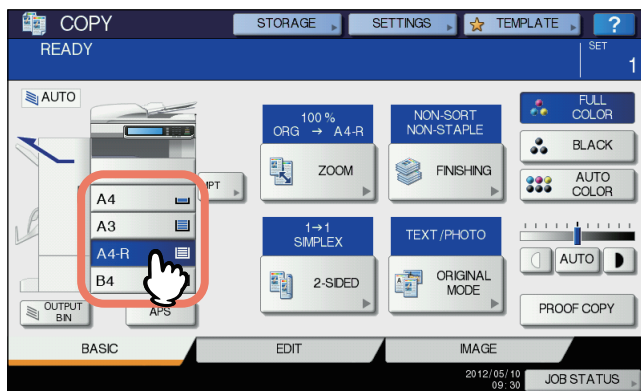 COPY
STORAGE
SETTINGS
TEMPLATE
?
READY
SET
1
AUTO
100 %
ORG → A4-R
NON-SORT
NON-STAPLE
FULL
COLOR
ZOOM
FINISHING
BLACK
AUTO
COLOR
A4
A3
A4-R
B4
1→1
SIMPLEX
TEXT/PHOTO
2-SIDED
ORIGINAL
MODE
AUTO
OUTPUT
BIN
APS
PROOF COPY
BASIC
EDIT
IMAGE
2012/05/10
09:30
JOB STATUS